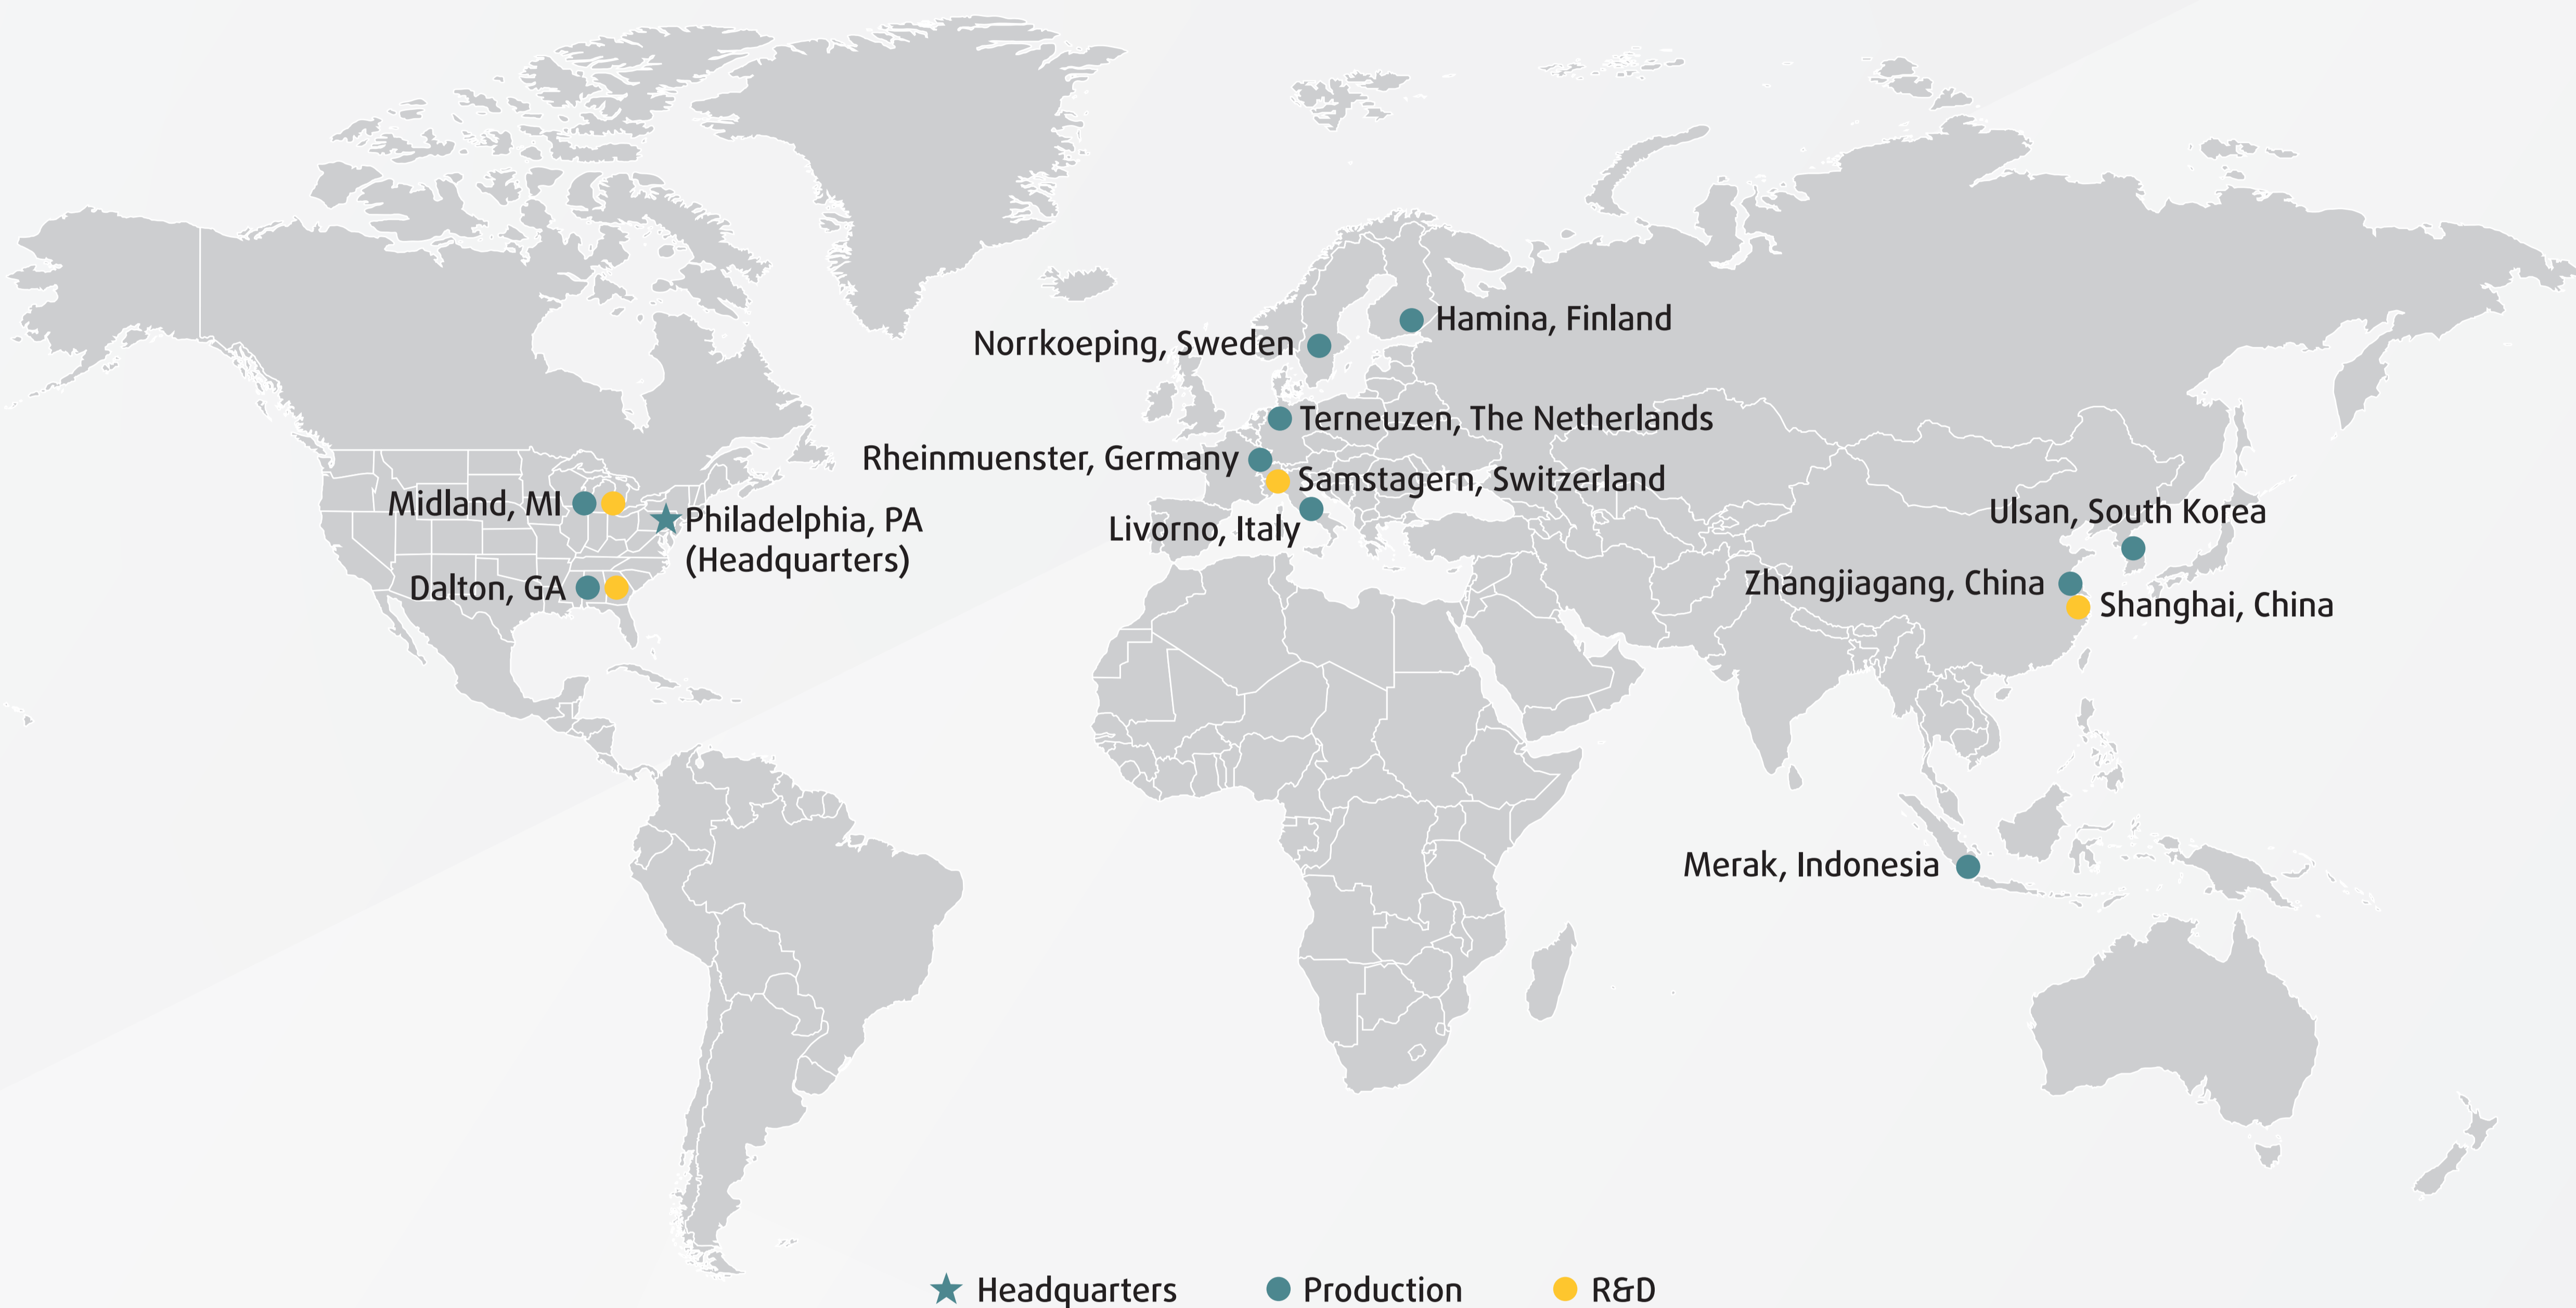 Hamina, Finland
Norrkoeping, Sweden
Terneuzen, The Netherlands
Rheinmuenster, Germany
Samstagern, Switzerland
Midland, MI
Philadelphia, PA
(Headquarters)
Livorno, Italy
Ulsan, South Korea
Dalton, GA
Zhangjiagang, China
Shanghai, China
Merak, Indonesia
Headquarters
Production
R&D